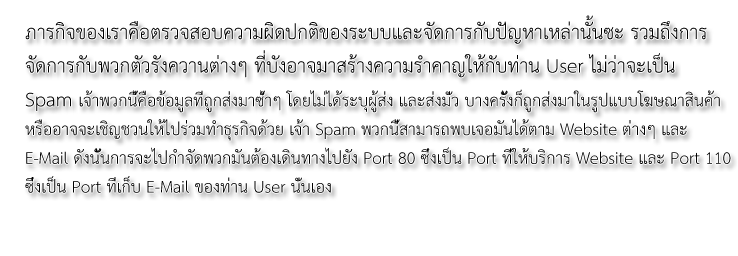 ภารกิจของเราคือตรวจสอบความผิดปกติของระบบและจัดการกับปัญหาเหล่านั้นซะ รวมถึงการ
จัดการกับพวกตัวรังควานต่างๆ ที่บังอาจมาสร้างความรำคาญให้กับท่าน User ไม่ว่าจะเป็น
Spam เจ้าพวกนี้คือข้อมูลที่ถูกส่งมาซ้ำๆ โดยไม่ได้ระบุผู้ส่ง และส่งมั่ว บางครั้งก็ถูกส่งมาในรูปแบบโฆษณาสินค้า
หรืออาจจะเชิญชวนให้ไปร่วมทำธุรกิจด้วย เจ้า Spam พวกนี้สามารถพบเจอมันได้ตาม Website ต่างๆ และ
E-Mail ดังนั้นการจะไปกำจัดพวกมันต้องเดินทางไปยัง Port 80 ซึ่งเป็น Port ที่ให้บริการ Website และ Port 110
ซึ่งเป็น Port ที่เก็บ E-Mail ของท่าน User นั่นเอง